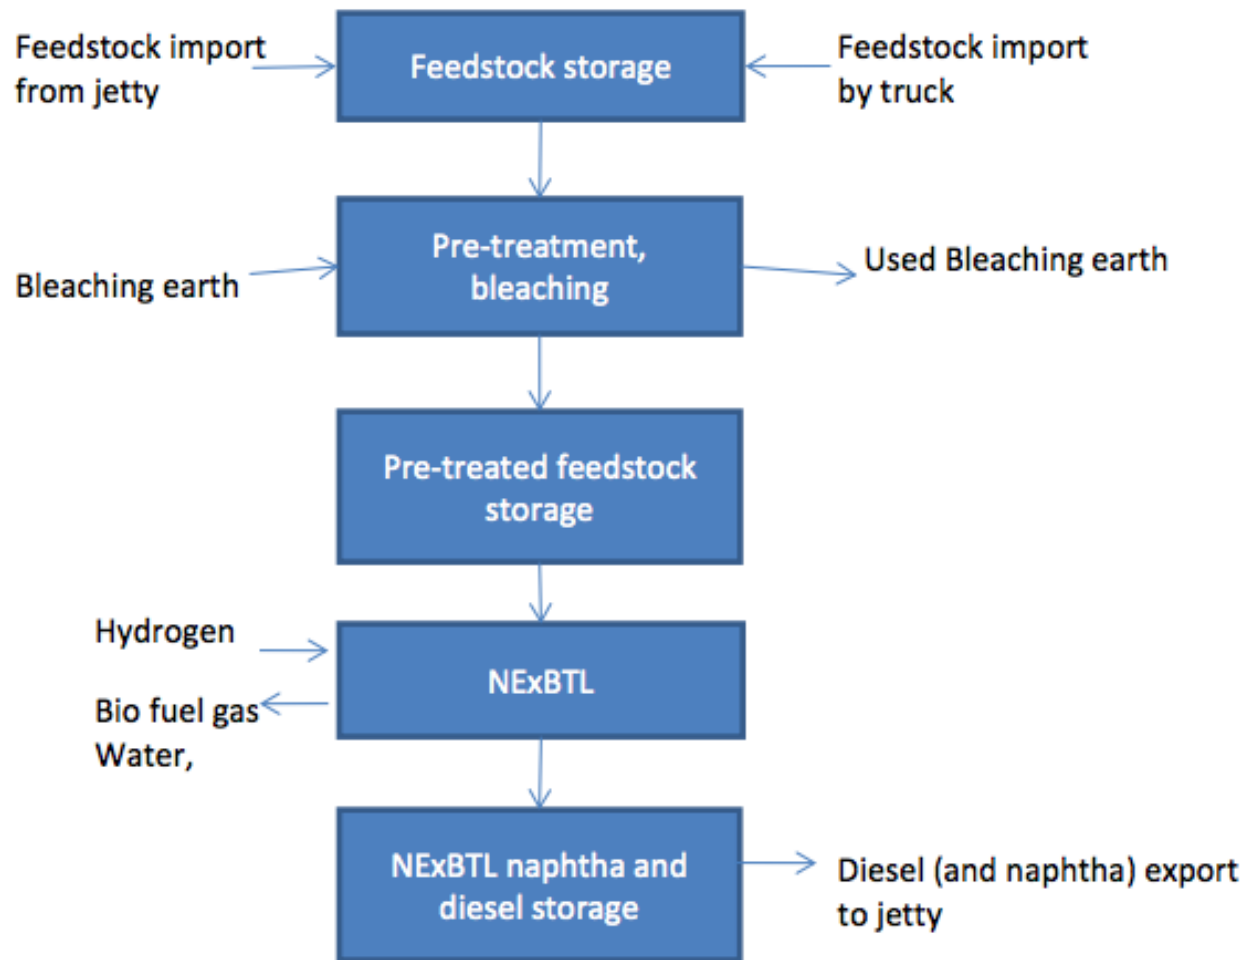 Feedstock import
from jetty
Feedstock storage
Feedstock import
by truck
Bleaching earth
Pre-treatment,
bleaching
Used Bleaching earth
Pre-treated feedstock
storage
Hydrogen
Bio fuel gas
Water,
NExBTL
NExBTL naphtha and
diesel storage
Diesel (and naphtha) export
to jetty